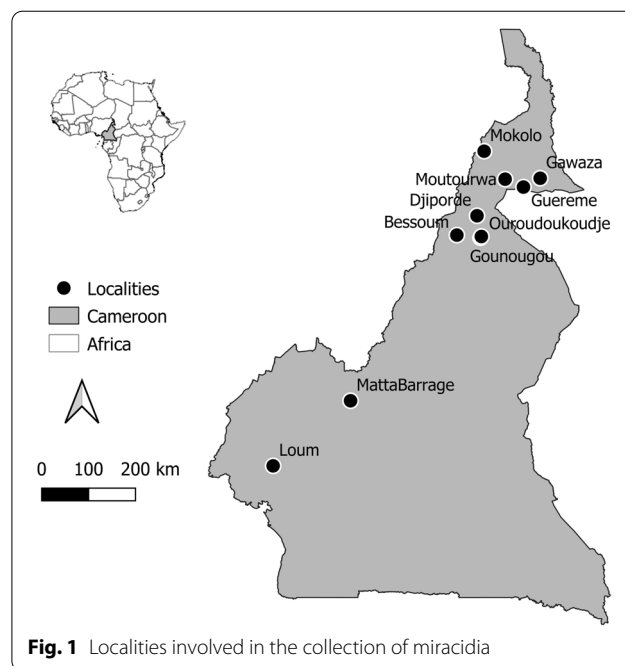 Mokolo
Gawaza
Moutourwa
Guereme
Djiporde
Bessoum
Ouroudoukoudje
Gounougou
Localities
Cameroon
Africa
MattaBarrage
Loum
0 100 200 km
Fig. 1 Localities involved in the collection of miracidia